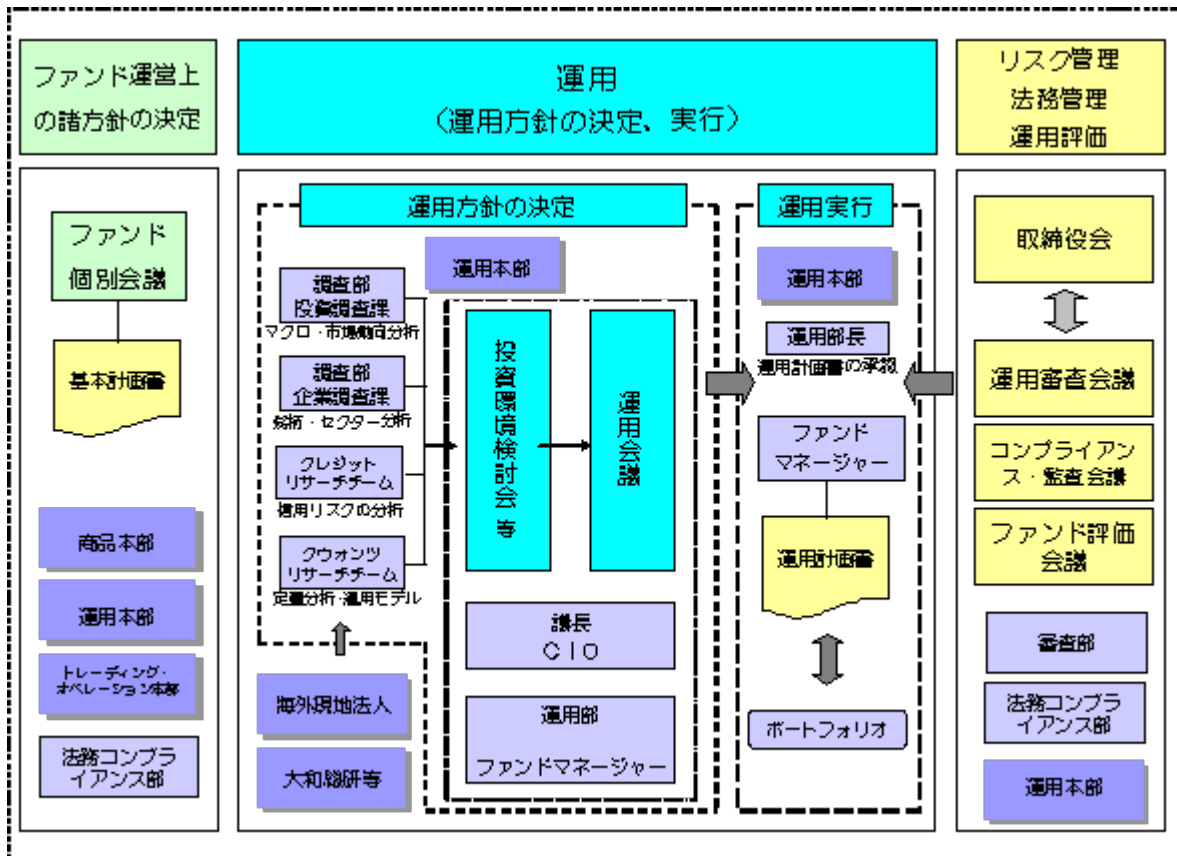 ファンド運営上
の諸方針の決定
運用
(運用方針の決定、実行)
リスク管理
法務管理
運用評価
ファンド
個別会議
基本計画書
商品本部
運用本部
トレーディング・
オペレーション本部
法務コンプラ
イアンス部
運用方針の決定
運用本部
調査部
投資調査課
マクロ・市場動向分析
調査部
企業調査課
銘柄・セクター分析
クレジット
リサーチチーム
信用リスクの分析
クウォンツ
リサーチチーム
定量分析・運用モデル
海外現地法人
大和総研等
投資環境検討会 等
運用会議
議長
CIO
運用部
ファンドマネージャー
運用実行
運用本部
運用部長
運用計画書の承認
ファンド
マネージャー
運用計画書
ポートフォリオ
取締役会
運用審査会議
コンプライアン
ス・監査会議
ファンド評価
会議
審査部
法務コンプラ
イアンス部
運用本部